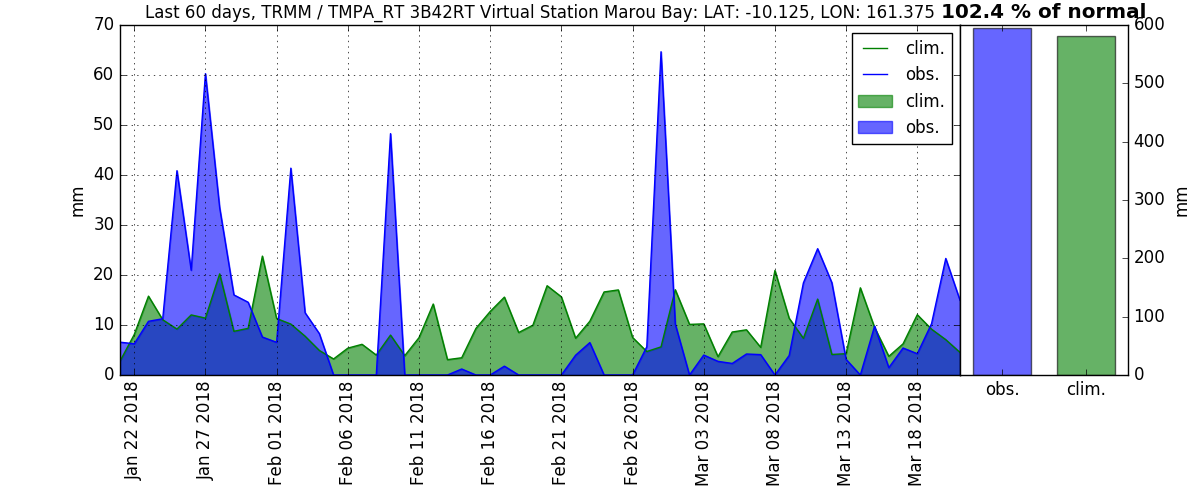 Last 60 days, TRMM / TMPA_RT 3B42RT Virtual Station Marou Bay: LAT: -10.125, LON: 161.375 102.4 % of normal
70
60
50
40
30
20
10
0
mm
clim.
obs.
clim.
obs.
Jan 22 2018
Jan 27 2018
Feb 01 2018
Feb 06 2018
Feb 11 2018
Feb 16 2018
Feb 21 2018
Feb 26 2018
Mar 03 2018
Mar 08 2018
Mar 13 2018
Mar 18 2018
600
500
400
300
200
100
0
mm
obs.
clim.